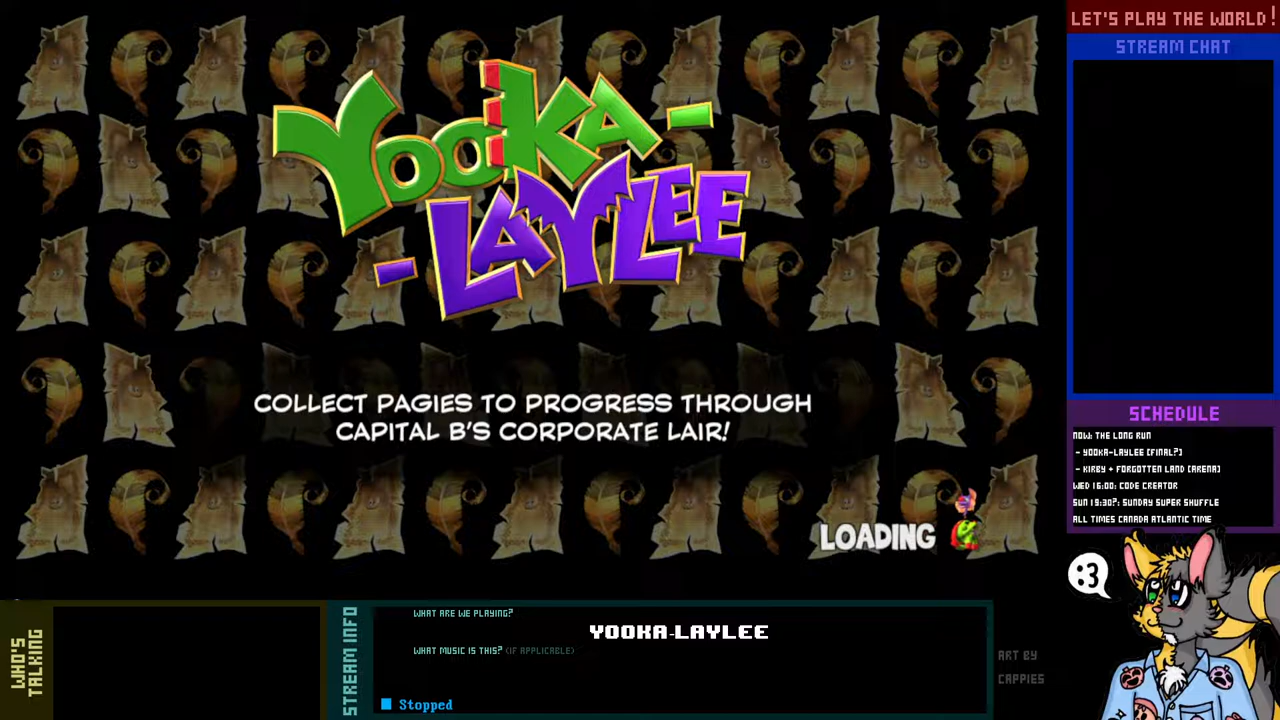 YOOKA-
-LAYLEE
COLLECT PAGIES TO PROGRESS THROUGH
CAPITAL B'S CORPORATE LAIR!
LOADING
LET'S PLAY THE WORLD!
STREAM CHAT
SCHEDULE
NOW: THE LONG RUN
- YOOKA-LAYLEE [FINAL?]
- KIRBY + FORGOTTEN LAND [ARENA]
WED 16:00: CODE CREATOR
SUN 19:30?: SUNDAY SUPER SHUFFLE
ALL TIMES CANADA ATLANTIC TIME
:3
WHO'S
TALKING
STREAM INFO
WHAT ARE WE PLAYING?
YOOKA-LAYLEE
WHAT MUSIC IS THIS? (IF APPLICABLE)
Stopped
ART BY
CAPPIES